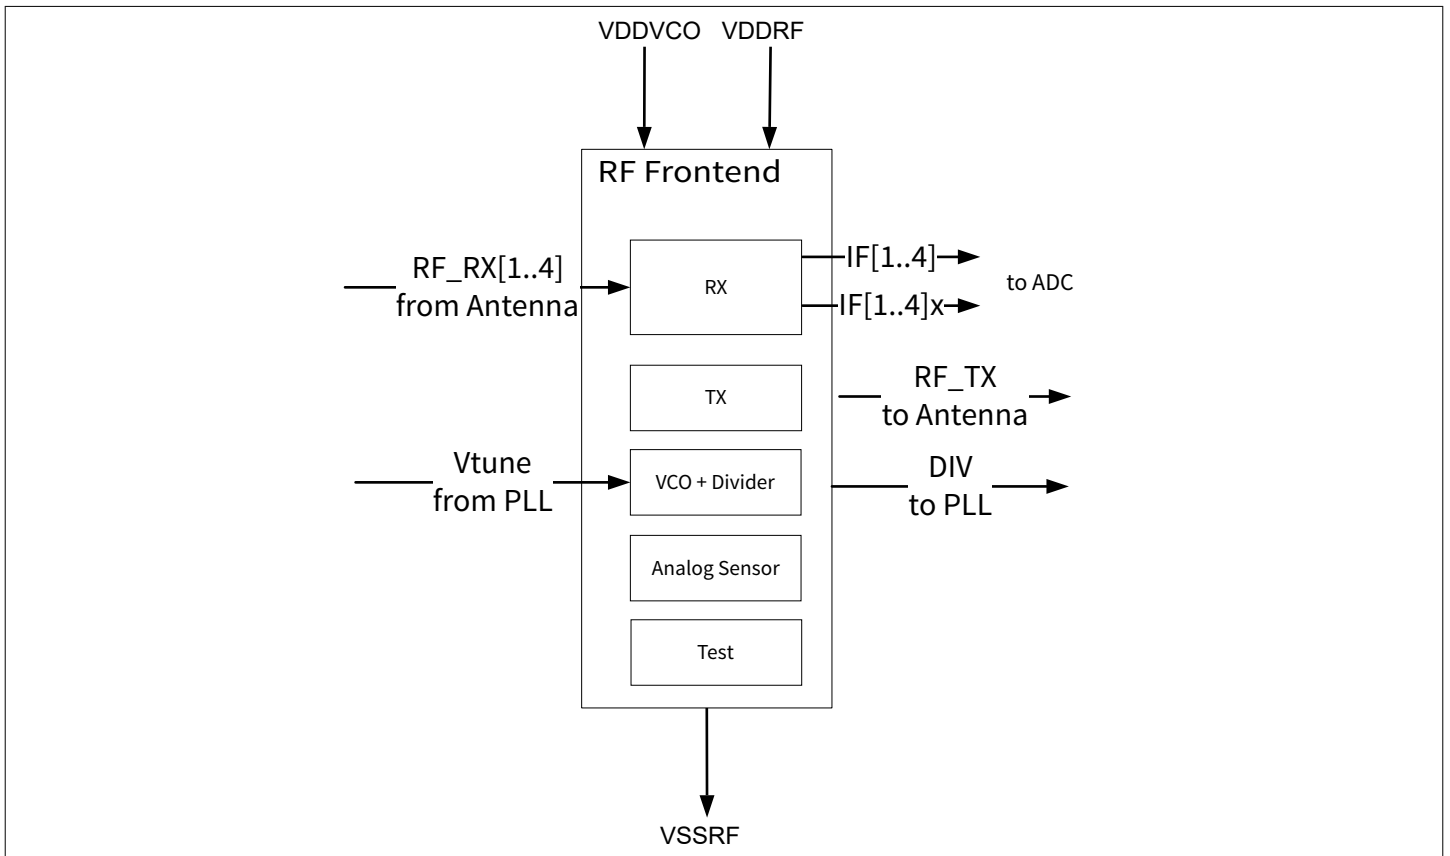 VDDVCO VDDRF
RF Frontend
RF_RX[1..4]
from Antenna
RX
IF[1..4]
IF[1..4]x
to ADC
TX
RF_TX
to Antenna
Vtune
from PLL
VCO + Divider
DIV
to PLL
Analog Sensor
Test
VSSRF